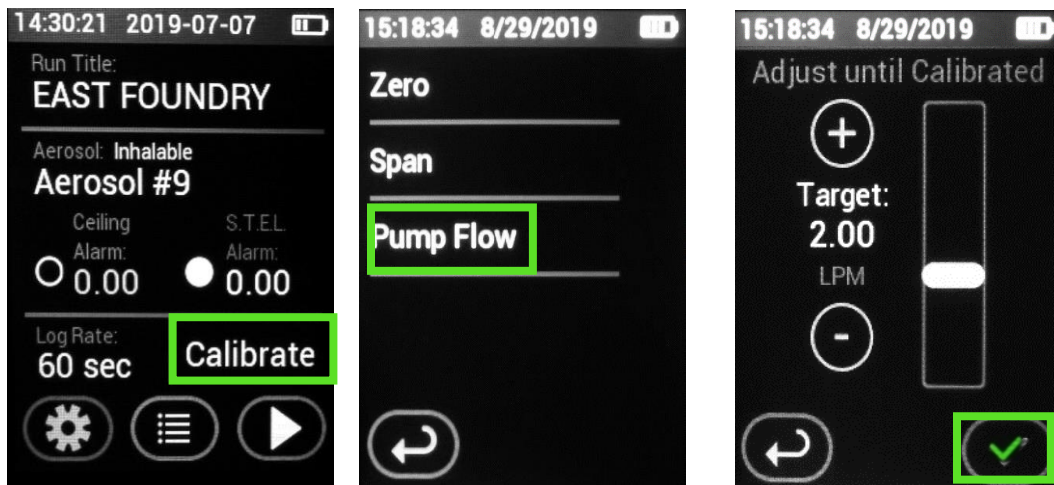 14:30:21 2019-07-07
Run Title:
EAST FOUNDRY
Aerosol: Inhalable
Aerosol #9
Ceiling
Alarm:
0.00
S.T.E.L.
Alarm:
0.00
Log Rate:
60 sec
Calibrate
15:18:34 8/29/2019
Zero
Span
Pump Flow
15:18:34 8/29/2019
Adjust until Calibrated
+
Target:
2.00
LPM
-